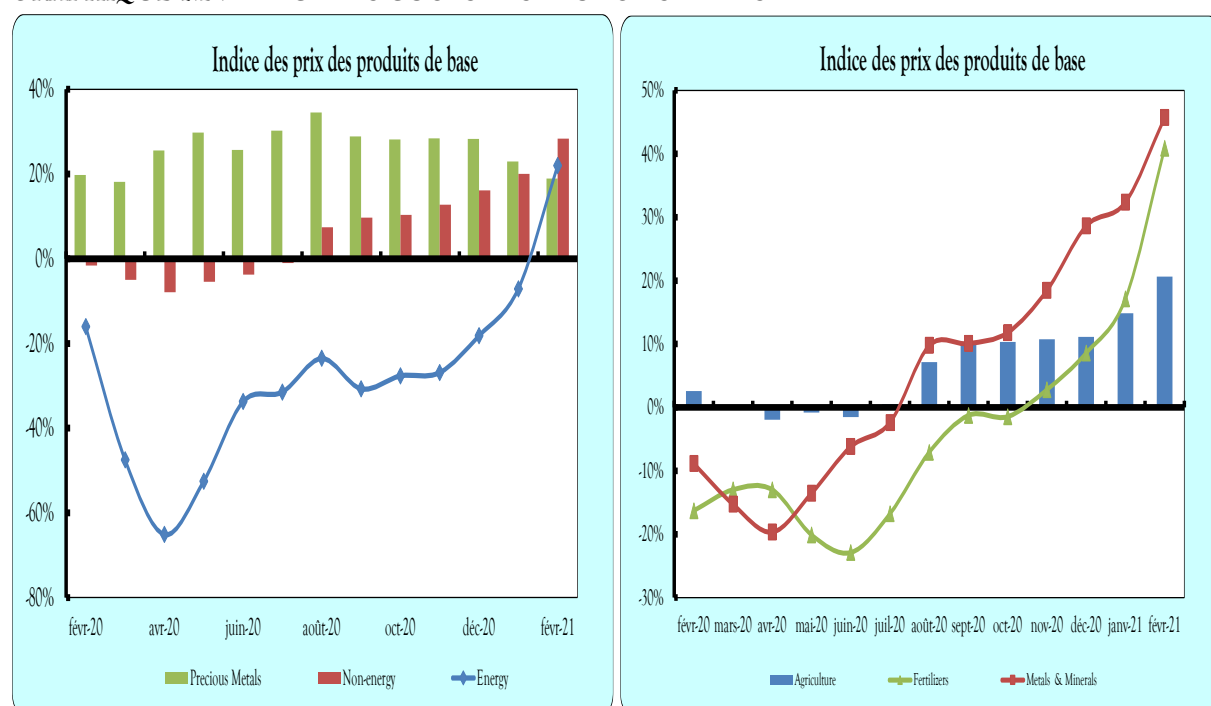 Indice des prix des produits de base
40%
20%
0%
-20%
-40%
-60%
-80%
févr-20 avr-20 juin-20 août-20 oct-20 déc-20 févr-21
Precious Metals Non-energy Energy
Indice des prix des produits de base
50%
40%
30%
20%
10%
0%
-10%
-20%
-30%
févr-20 mars-20 avr-20 mai-20 juin-20 juil-20 août-20 sept-20 oct-20 nov-20 déc-20 janv-21 févr-21
Agriculture Fertilizers Metals & Minerals